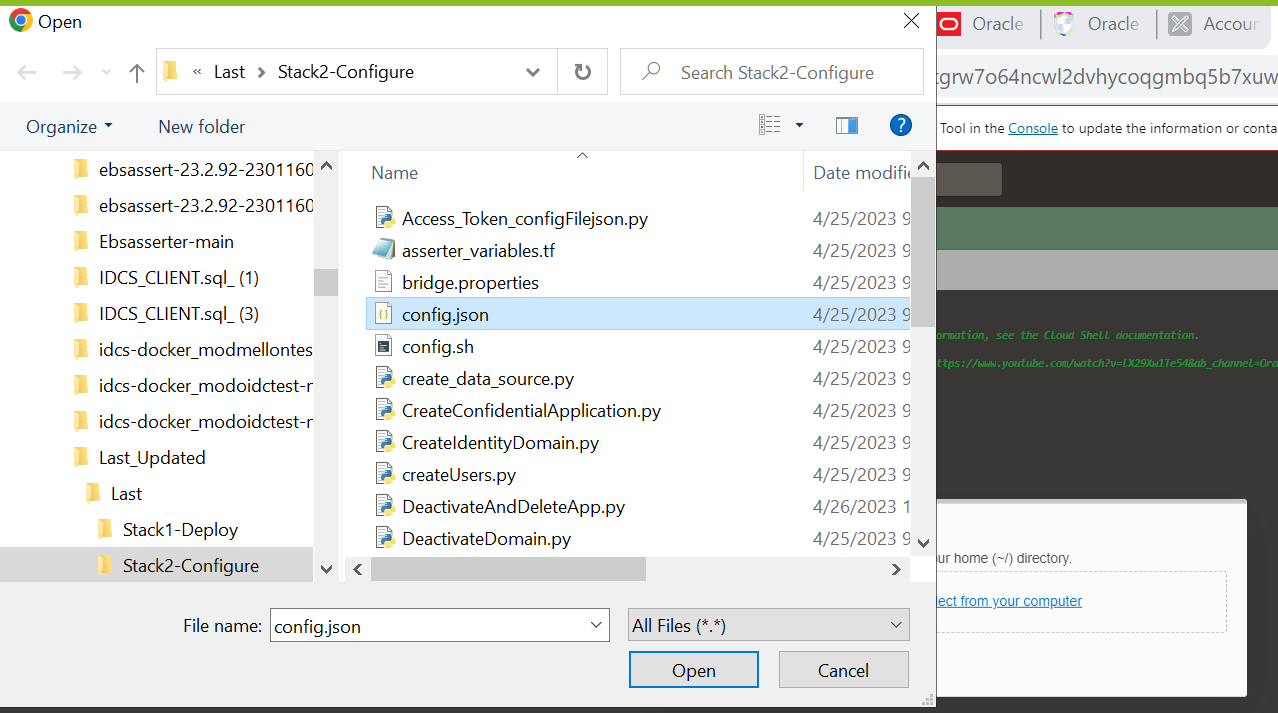 Open
Oracle
Oracle
Accoun
« Last > Stack2-Configure
Search Stack2-Configure
tgrw7o64ncwl2dvhycoqgmbq5b7xuw
Organize
New folder
?
Tool in the Console to update the information or conta
ebsassert-23.2.92-2301160
ebsassert-23.2.92-2301160
Ebsasserter-main
IDCS_CLIENT.sql_ (1)
IDCS_CLIENT.sql_ (3)
idcs-docker_modmellontes
idcs-docker_modoidctest-r
idcs-docker_modoidctest-r
Last_Updated
Last
Stack1-Deploy
Stack2-Configure
Name
Date modifie
Access_Token_configFilejson.py 4/25/2023 9
asserter_variables.tf 4/25/2023 9
bridge.properties 4/25/2023 9
config.json 4/25/2023 9
config.sh 4/25/2023 9
create_data_source.py 4/25/2023 9
CreateConfidentialApplication.py 4/25/2023 9
CreateIdentityDomain.py 4/25/2023 9
createUsers.py 4/25/2023 9
DeactivateAndDeleteApp.py 4/26/2023 1
DeactivateDomain.py 4/25/2023 9
ormation, see the Cloud Shell documentation.
ttps://www.youtube.com/watch?v=lX29Xw1Te54&ab_channel=Ora
our home (~/) directory.
lect from your computer
File name: config.json
All Files (*.*)
Open
Cancel